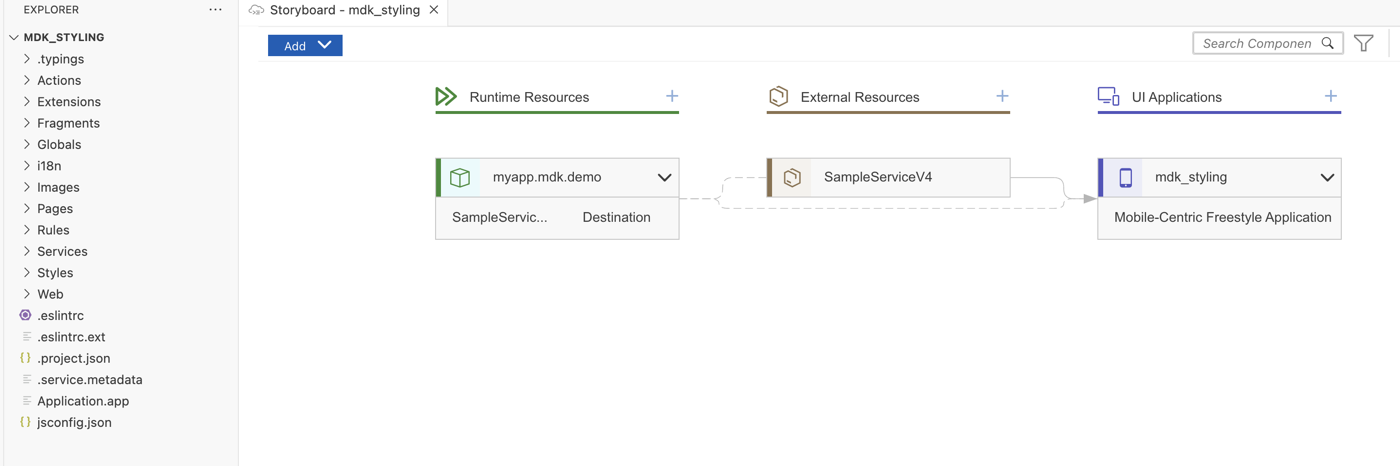 EXPLORER
···
Storyboard - mdk_styling
MDK_STYLING
.typings
Actions
Extensions
Fragments
Globals
i18n
Images
Pages
Rules
Services
Styles
Web
.eslintrc
.eslintrc.ext
{} .project.json
.service.metadata
Application.app
{} jsconfig.json
Add
Search Componen
Runtime Resources
External Resources
UI Applications
myapp.mdk.demo
SampleServic... Destination
SampleServiceV4
mdk_styling
Mobile-Centric Freestyle Application